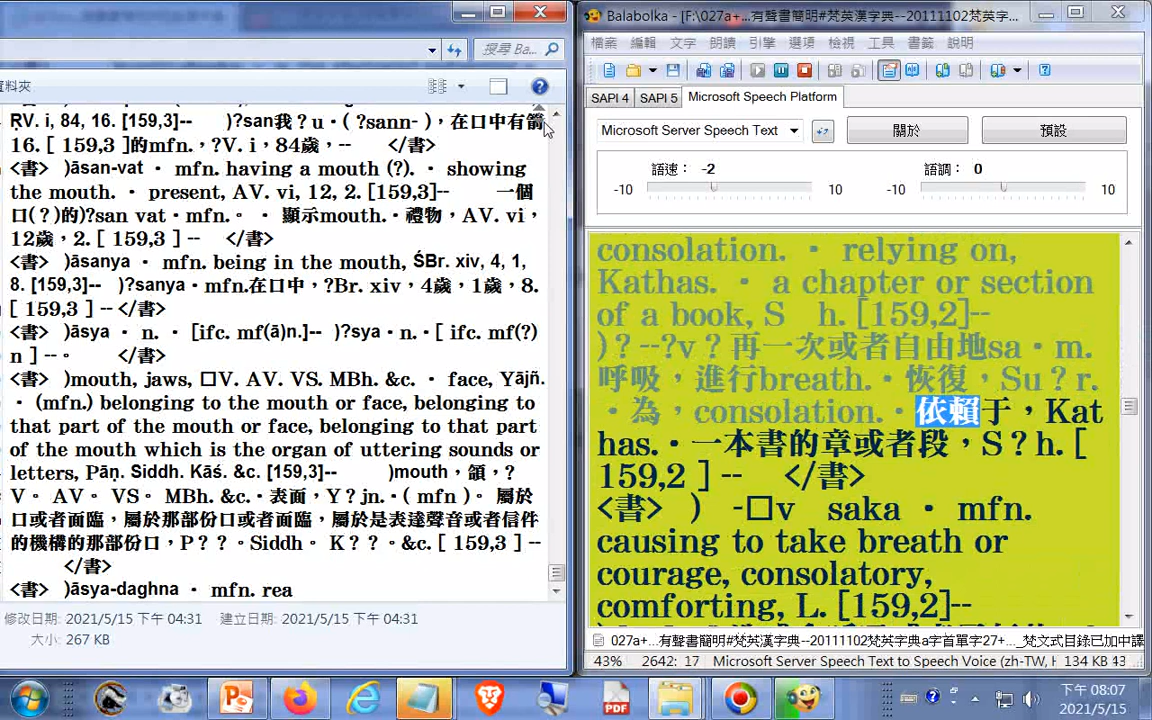 搜尋 Ba...
資料夾
ṚV. i, 84, 16. [159,3]-- )?san我？u・( ?sann- )，在口中有箭
16. [ 159,3 ]的mfn.，?V. i，84歲，-- </書>
<書> )āsan-vat・mfn. having a mouth (?).・showing
the mouth.・present, AV. vi, 12, 2. [159,3]-- 一個
口(？)的)?san vat・mfn.。・顯示mouth.・禮物，AV. vi，
12歲，2. [ 159,3 ] -- </書>
<書> )āsanya・mfn. being in the mouth, ŚBr. xiv, 4, 1,
8. [159,3]-- )?sanya・mfn.在口中，?Br. xiv，4歲，1歲，8.
[ 159,3 ] -- </書>
<書> )āsya・n.・[ifc. mf(ā)n.]-- )?sya・n.・[ ifc. mf(?)
n ] --。 </書>
<書> )mouth, jaws, □V. AV. VS. MBh. &c.・face, Yājñ.
・(mfn.) belonging to the mouth or face, belonging to
that part of the mouth or face, belonging to that part
of the mouth which is the organ of uttering sounds or
letters, Pāṇ. Siddh. Kāś. &c. [159,3]-- )mouth，頜，?
V。 AV。 VS。 MBh. &c.・表面，Y？jn.・( mfn )。屬於
口或者面臨，屬於那部份口或者面臨，屬於是表達聲音或者信件
的機構的那部份口，P？？。Siddh。 K？？。&c. [ 159,3 ] --
</書>
<書> )āsya-daghna・mfn. rea
修改日期: 2021/5/15 下午 04:31 建立日期: 2021/5/15 下午 04:31
大小: 267 KB
Balabolka - [F:\027a+...有聲書簡明#梵英漢字典--20111102梵英字...
檔案 編輯 文字 朗讀 引擎 選項 檢視 工具 書籤 說明
SAPI 4 SAPI 5 Microsoft Speech Platform
Microsoft Server Speech Text 關於 預設
語速： -2 語調： 0
-10 10 -10 10
consolation.・relying on,
Kathas.・a chapter or section
of a book, S h. [159,2]--
)？--?v？再一次或者自由地sa・m.
呼吸，進行breath.・恢復，Su？r.
・為，consolation.・依賴于，Kat
has.・一本書的章或者段，S？h. [
159,2 ] -- </書>
<書> ) -□v saka・mfn.
causing to take breath or
courage, consolatory,
comforting, L. [159,2]--
027a+...有聲書簡明#梵英漢字典--20111102梵英字典a字首單字27+..._梵文式目錄已加中譯
43% 2642: 17 Microsoft Server Speech Text to Speech Voice (zh-TW, H 134 KB 43
PDF
下午 08:07
2021/5/15